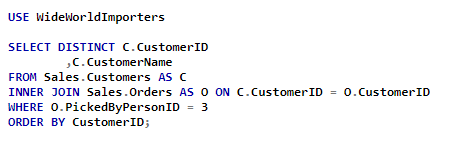 USE WideWorldImporters
SELECT DISTINCT C.CustomerID
,C.CustomerName
FROM Sales.Customers AS C
INNER JOIN Sales.Orders AS O ON C.CustomerID = O.CustomerID
WHERE O.PickedByPersonID = 3
ORDER BY CustomerID;